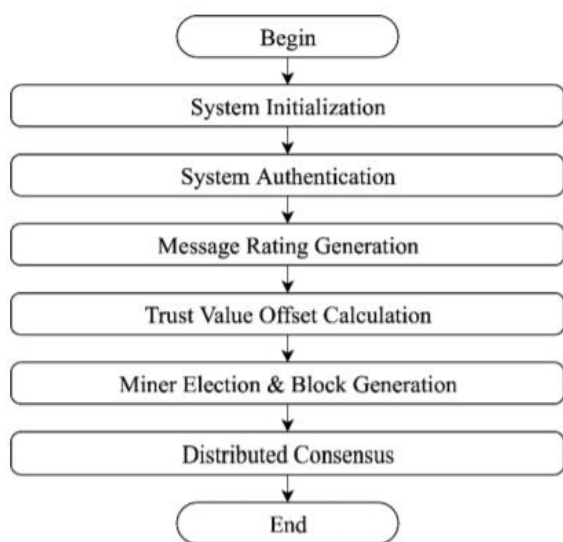 Begin
System Initialization
System Authentication
Message Rating Generation
Trust Value Offset Calculation
Miner Election & Block Generation
Distributed Consensus
End